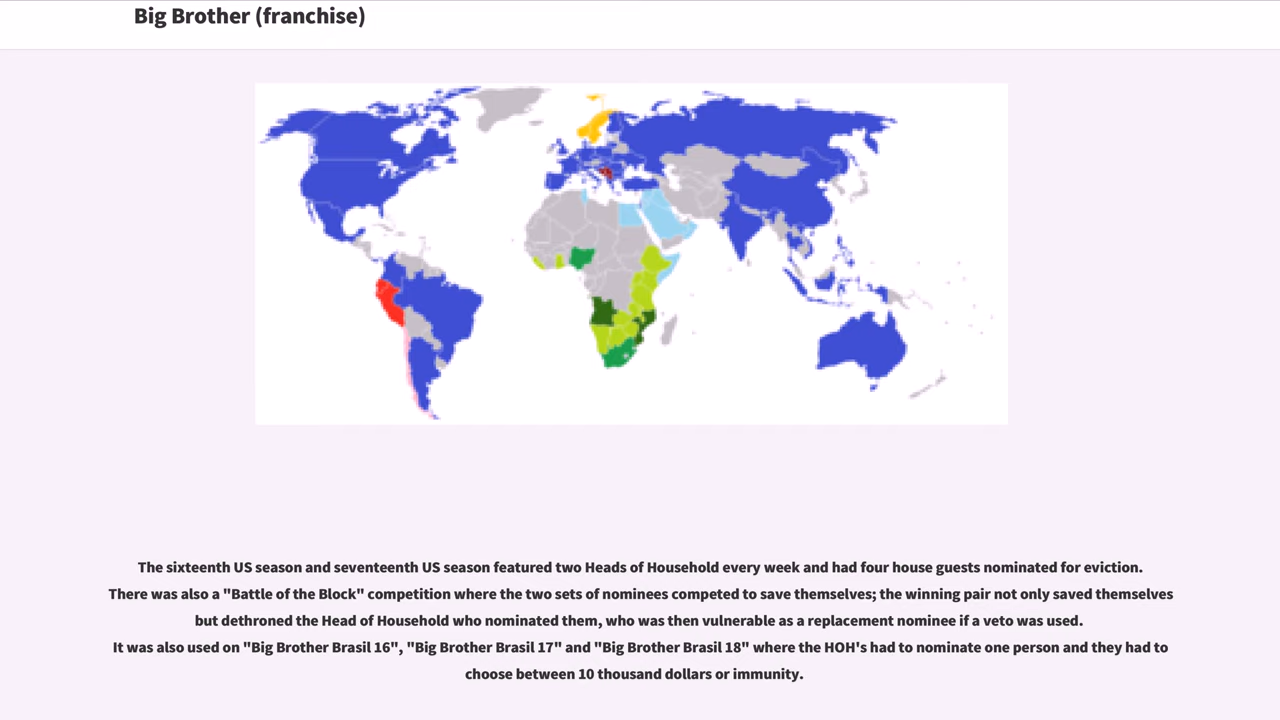 Big Brother (franchise)
The sixteenth US season and seventeenth US season featured two Heads of Household every week and had four house guests nominated for eviction.
There was also a "Battle of the Block" competition where the two sets of nominees competed to save themselves; the winning pair not only saved themselves
but dethroned the Head of Household who nominated them, who was then vulnerable as a replacement nominee if a veto was used.
It was also used on "Big Brother Brasil 16", "Big Brother Brasil 17" and "Big Brother Brasil 18" where the HOH's had to nominate one person and they had to
choose between 10 thousand dollars or immunity.